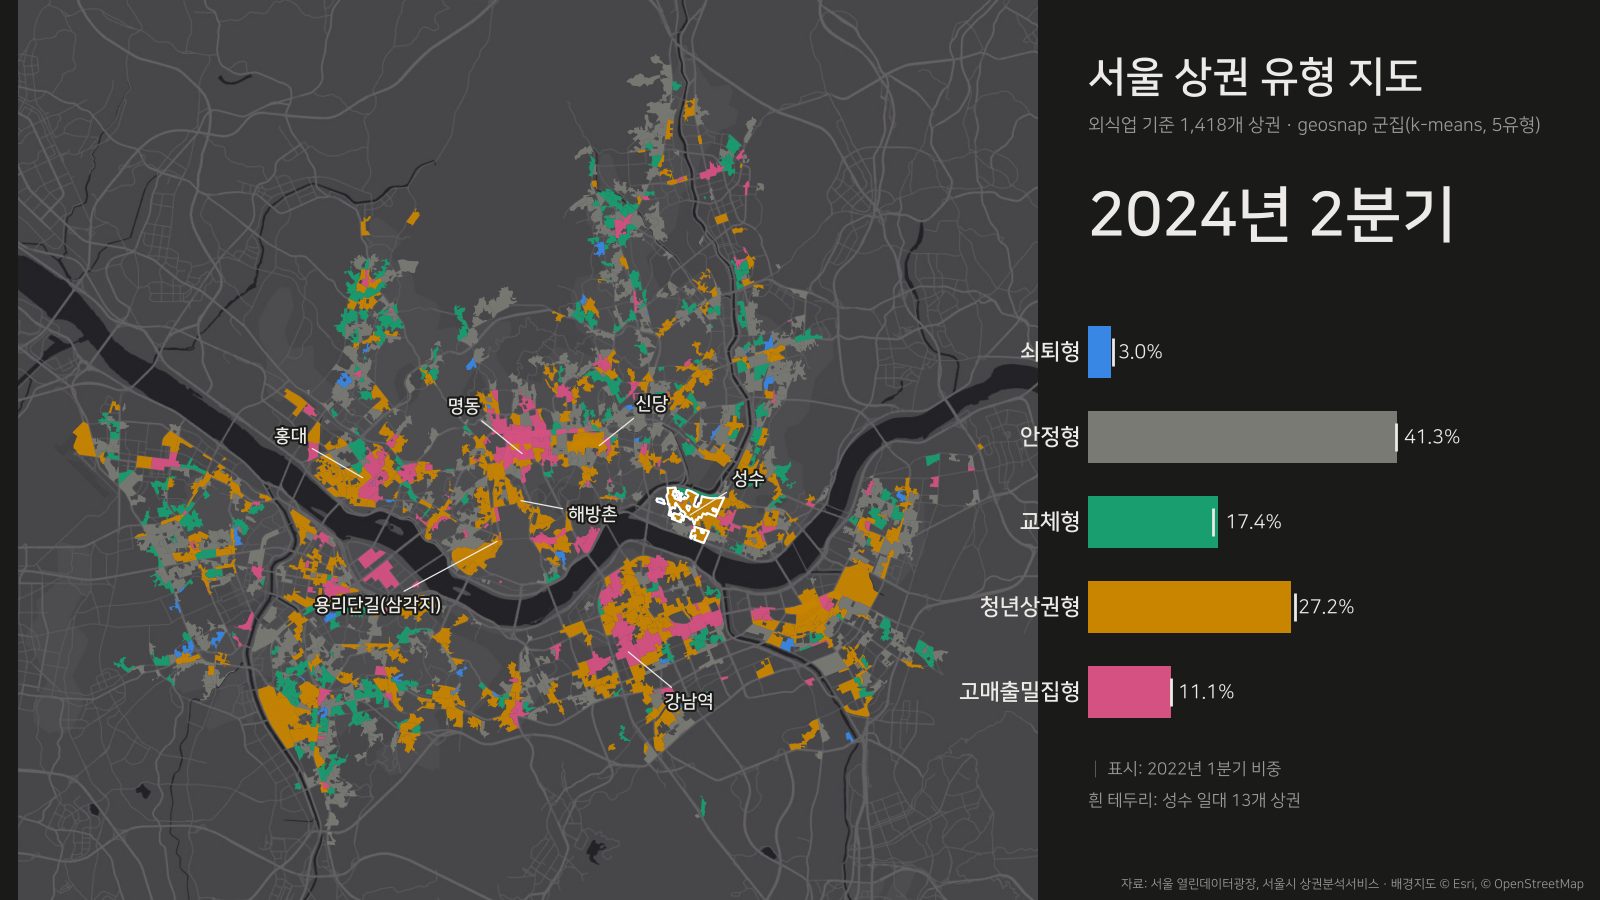 서울 상권 유형 지도
외식업 기준 1,418개 상권 · geosnap 군집(k-means, 5유형)
2024년 2분기
쇠퇴형 3.0%
안정형 41.3%
교체형 17.4%
청년상권형 27.2%
고매출밀집형 11.1%
| 표시: 2022년 1분기 비중
흰 테두리: 성수 일대 13개 상권
자료: 서울 열린데이터광장, 서울시 상권분석서비스 · 배경지도 © Esri, © OpenStreetMap
명동
신당
홍대
성수
해방촌
용리단길(삼각지)
강남역